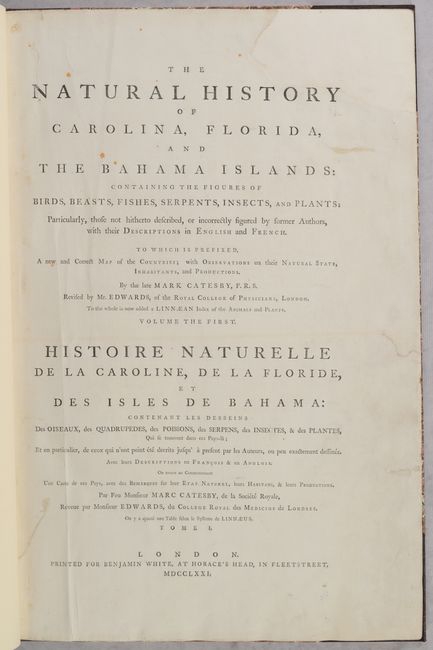 THE
NATURAL HISTORY
OF
CAROLINA, FLORIDA,
AND
THE BAHAMA ISLANDS:
CONTAINING THE FIGURES OF
BIRDS, BEASTS, FISHES, SERPENTS, INSECTS, AND PLANTS:
Particularly, those not hitherto described, or incorrectly figured by former Authors,
with their DESCRIPTIONS in ENGLISH and FRENCH.
TO WHICH IS PREFIXED,
A new and Correct MAP of the COUNTRIES; with OBSERVATIONS on their NATURAL STATE,
INHABITANTS, and PRODUCTIONS.
By the late MARK CATESBY, F.R.S.
Revised by Mr. EDWARDS, of the ROYAL COLLEGE of PHYSICIANS, LONDON.
To the whole is now added a LINNÆAN Index of the ANIMALS and PLANTS.
VOLUME THE FIRST.
HISTOIRE NATURELLE
DE LA CAROLINE, DE LA FLORIDE,
ET
DES ISLES DE BAHAMA:
CONTENANT LES DESSEINS
Des OISEAUX, des QUADRUPEDES, des POISSONS, des SERPENS, des INSECTES, & des PLANTES,
Qui se trouvent dans ces Pays-là;
Et en particulier, de ceux qui n'ont point été decrits jusqu' à present par les Auteurs, ou peu exactement dessinés.
Avec leurs DESCRIPTIONS en FRANÇOIS & en ANGLOIS.
On trouve au Commencement
Une Carte de ces Pays, avec des REMARQUES sur leur ETAT NATUREL, leurs HABITANS, & leurs PRODUCTIONS.
Par Feu Monsieur MARC CATESBY, de la Société Royale,
Revue par Monsieur EDWARDS, du COLLEGE ROYAL des MEDICINS de LONDRES.
On y a ajouté une Table selon le Systeme de LINNÆUS.
TOME I.
LONDON,
PRINTED FOR BENJAMIN WHITE, AT HORACE'S HEAD, IN FLEETSTREET,
MDCCLXXI.